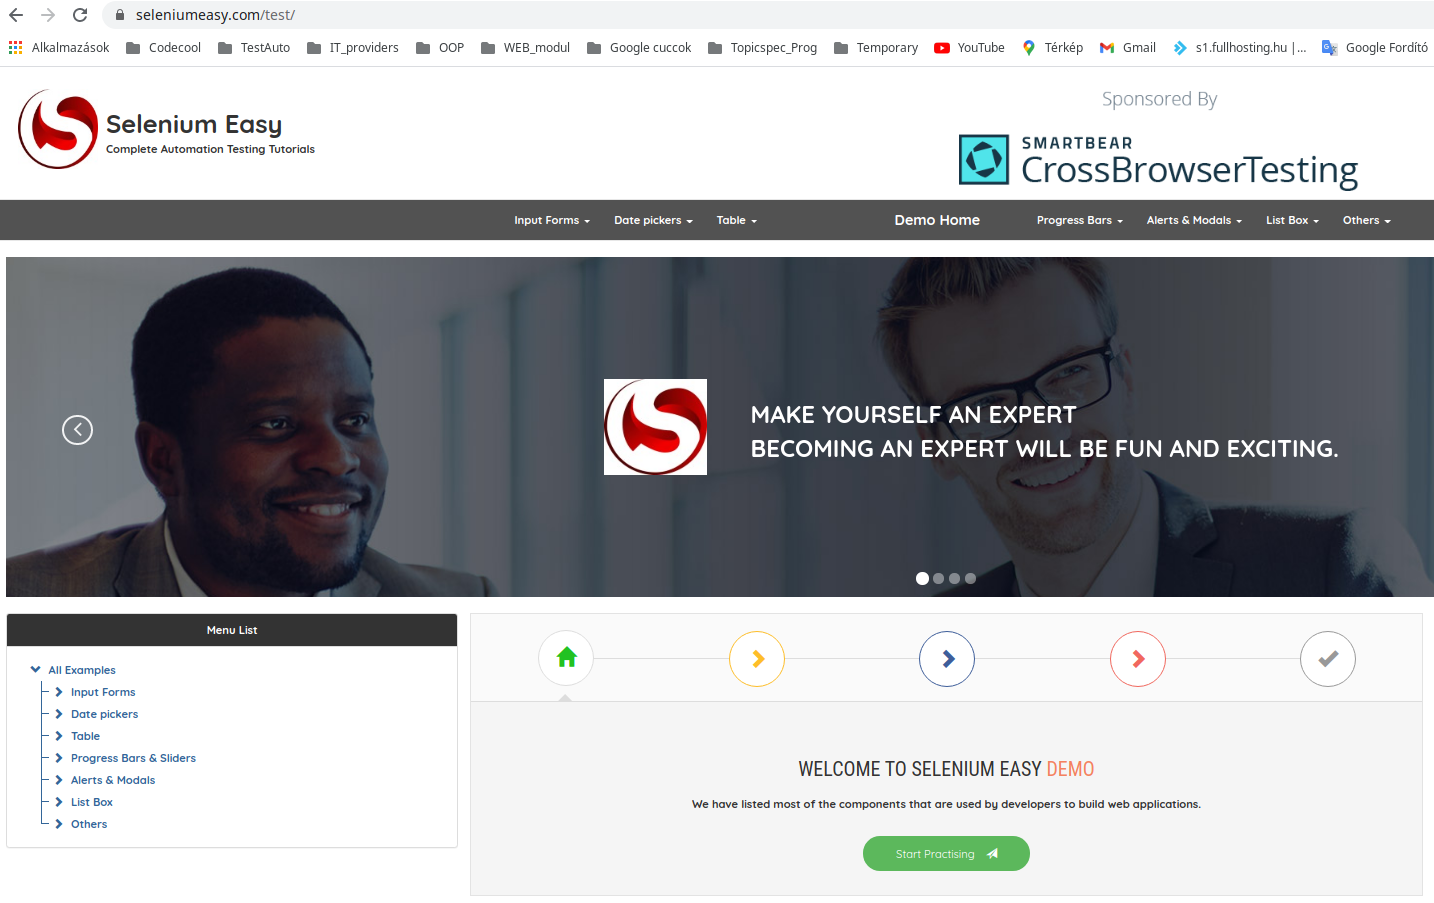 seleniumeasy.com/test/
Alkalmazások Codecool TestAuto IT_providers OOP WEB_modul Google cuccok Topicspec_Prog Temporary YouTube Térkép Gmail s1.fullhosting.hu |... Google Fordító
Sponsored By
Selenium Easy
Complete Automation Testing Tutorials
SMARTBEAR
CrossBrowserTesting
Input Forms Date pickers Table Demo Home Progress Bars Alerts & Modals List Box Others
MAKE YOURSELF AN EXPERT
BECOMING AN EXPERT WILL BE FUN AND EXCITING.
Menu List
All Examples
Input Forms
Date pickers
Table
Progress Bars & Sliders
Alerts & Modals
List Box
Others
WELCOME TO SELENIUM EASY DEMO
We have listed most of the components that are used by developers to build web applications.
Start Practising